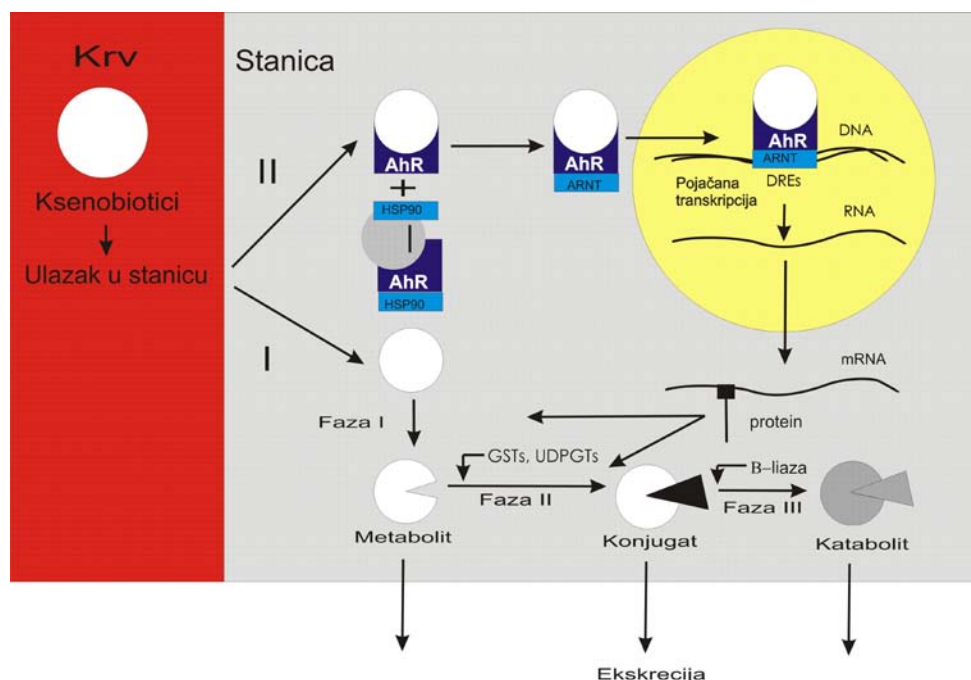 Krv
Ksenobiotici
Ulazak u stanicu
Stanica
II
I
AhR
+
HSP90
AhR
HSP90
AhR
ARNT
AhR
ARNT
DNA
DREs
Pojačana
transkripcija
RNA
mRNA
protein
Faza I
GSTs, UDPGTs
Faza II
B–liaza
Faza III
Metabolit
Konjugat
Katabolit
Ekskrecija